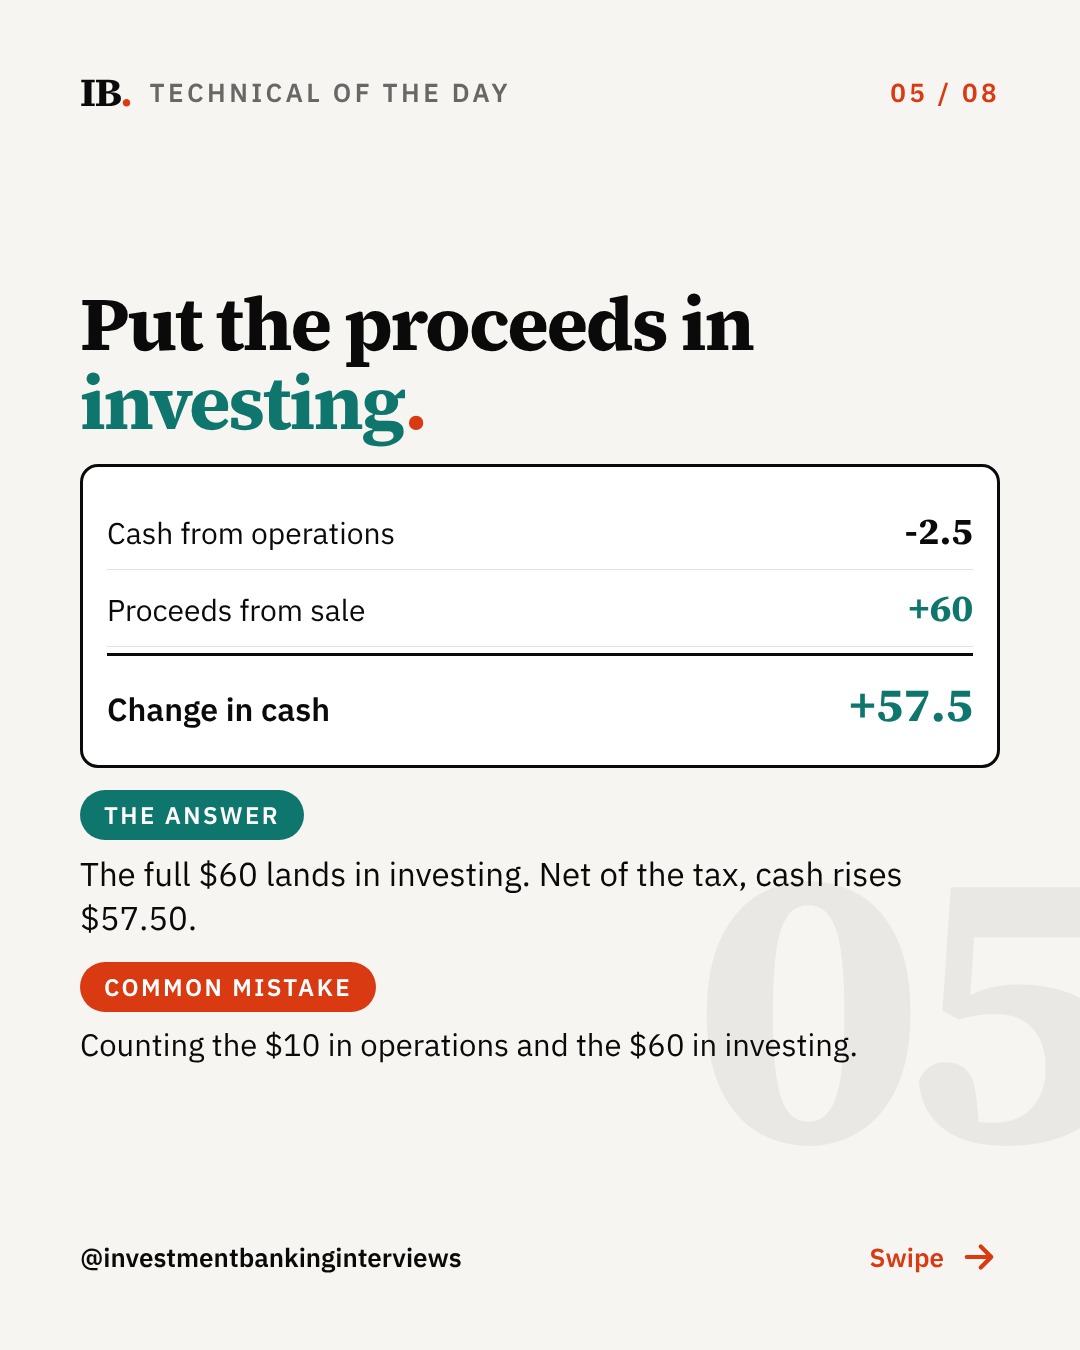 IB. TECHNICAL OF THE DAY
05 / 08
Put the proceeds in
investing.
Cash from operations -2.5
Proceeds from sale +60
Change in cash +57.5
THE ANSWER
The full $60 lands in investing. Net of the tax, cash rises
$57.50.
COMMON MISTAKE
Counting the $10 in operations and the $60 in investing.
05
@investmentbankinginterviews
Swipe →